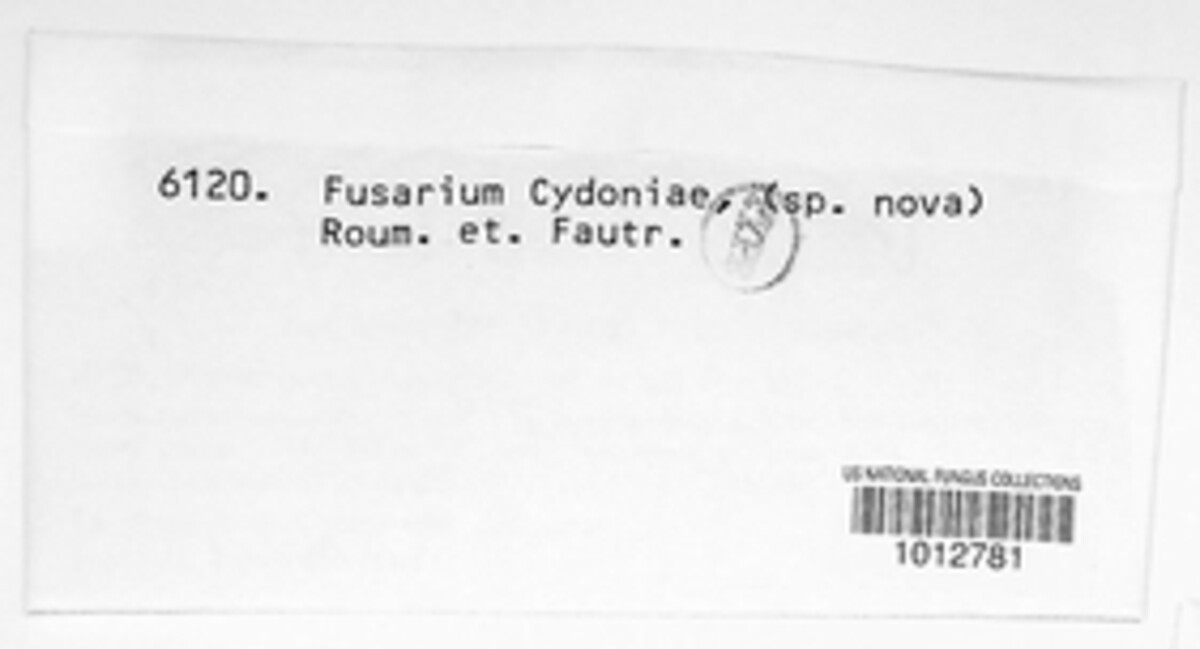 6120. Fusarium Cydoniae, (sp. nova)
Roum. et. Fautr.
US NATIONAL FUNGUS COLLECTIONS
1012781